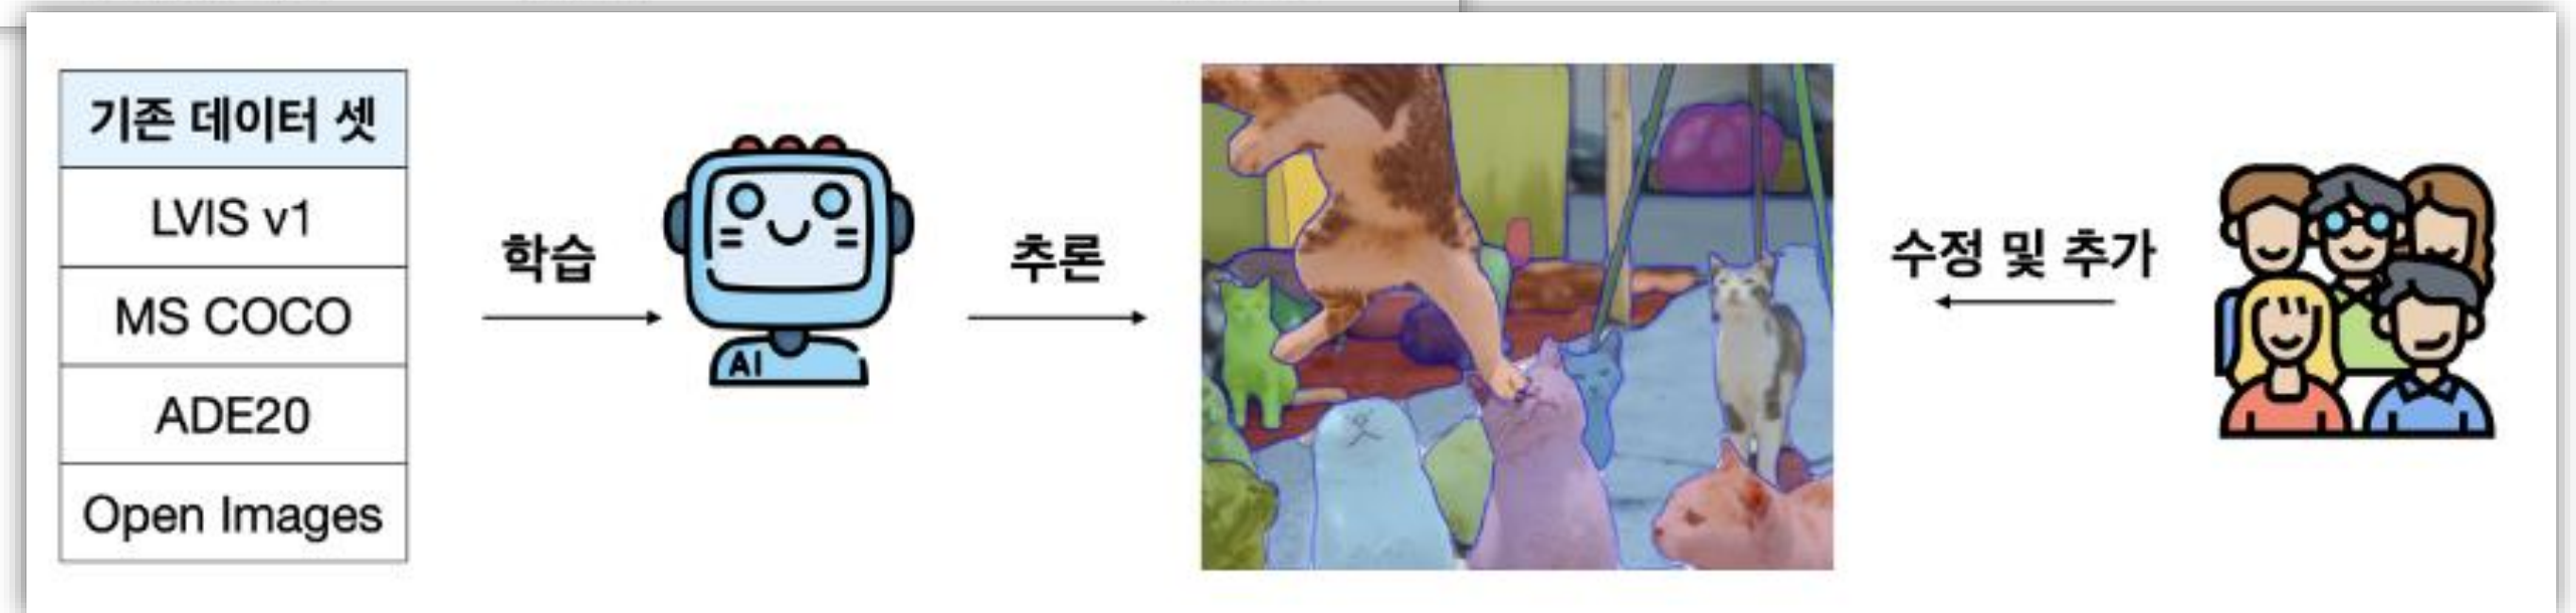 기존 데이터 셋
LVIS v1
MS COCO
ADE20
Open Images
학습
AI
추론
수정 및 추가